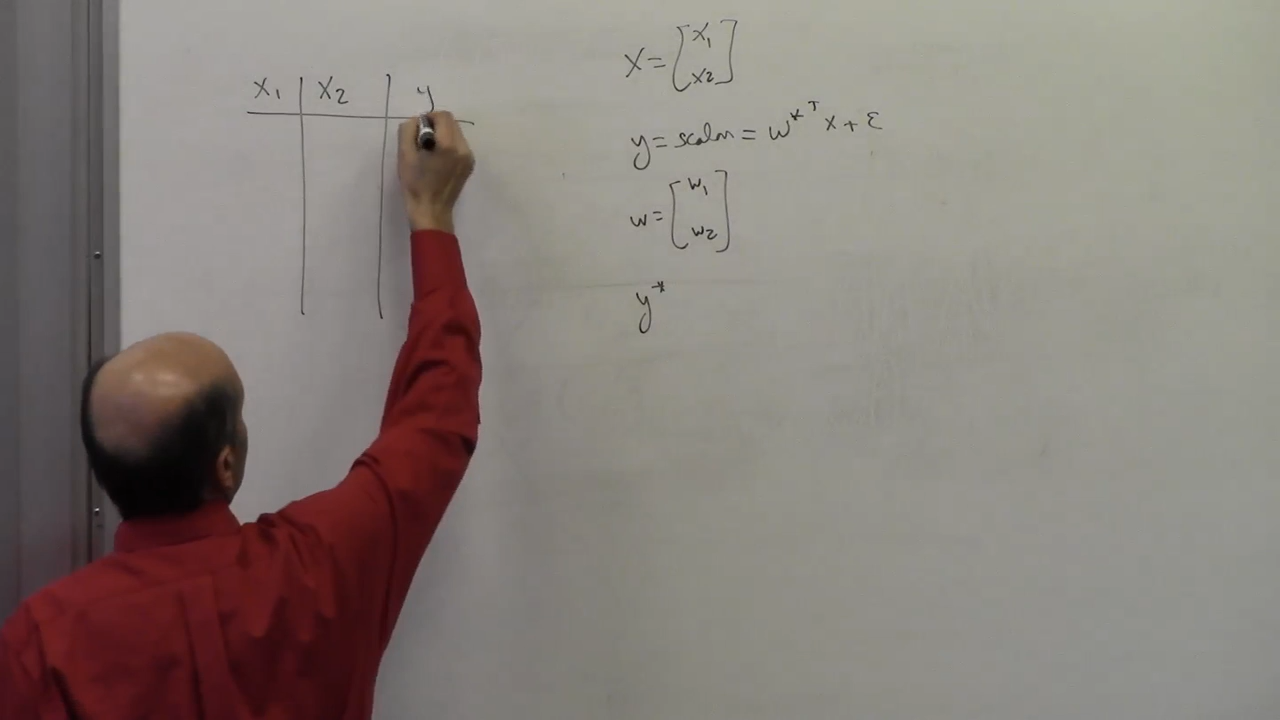 x₁ x₂ y
x = [x₁ x₂]
y = scalar = w*ᵀ x + ε
w = [w₁ w₂]
y*